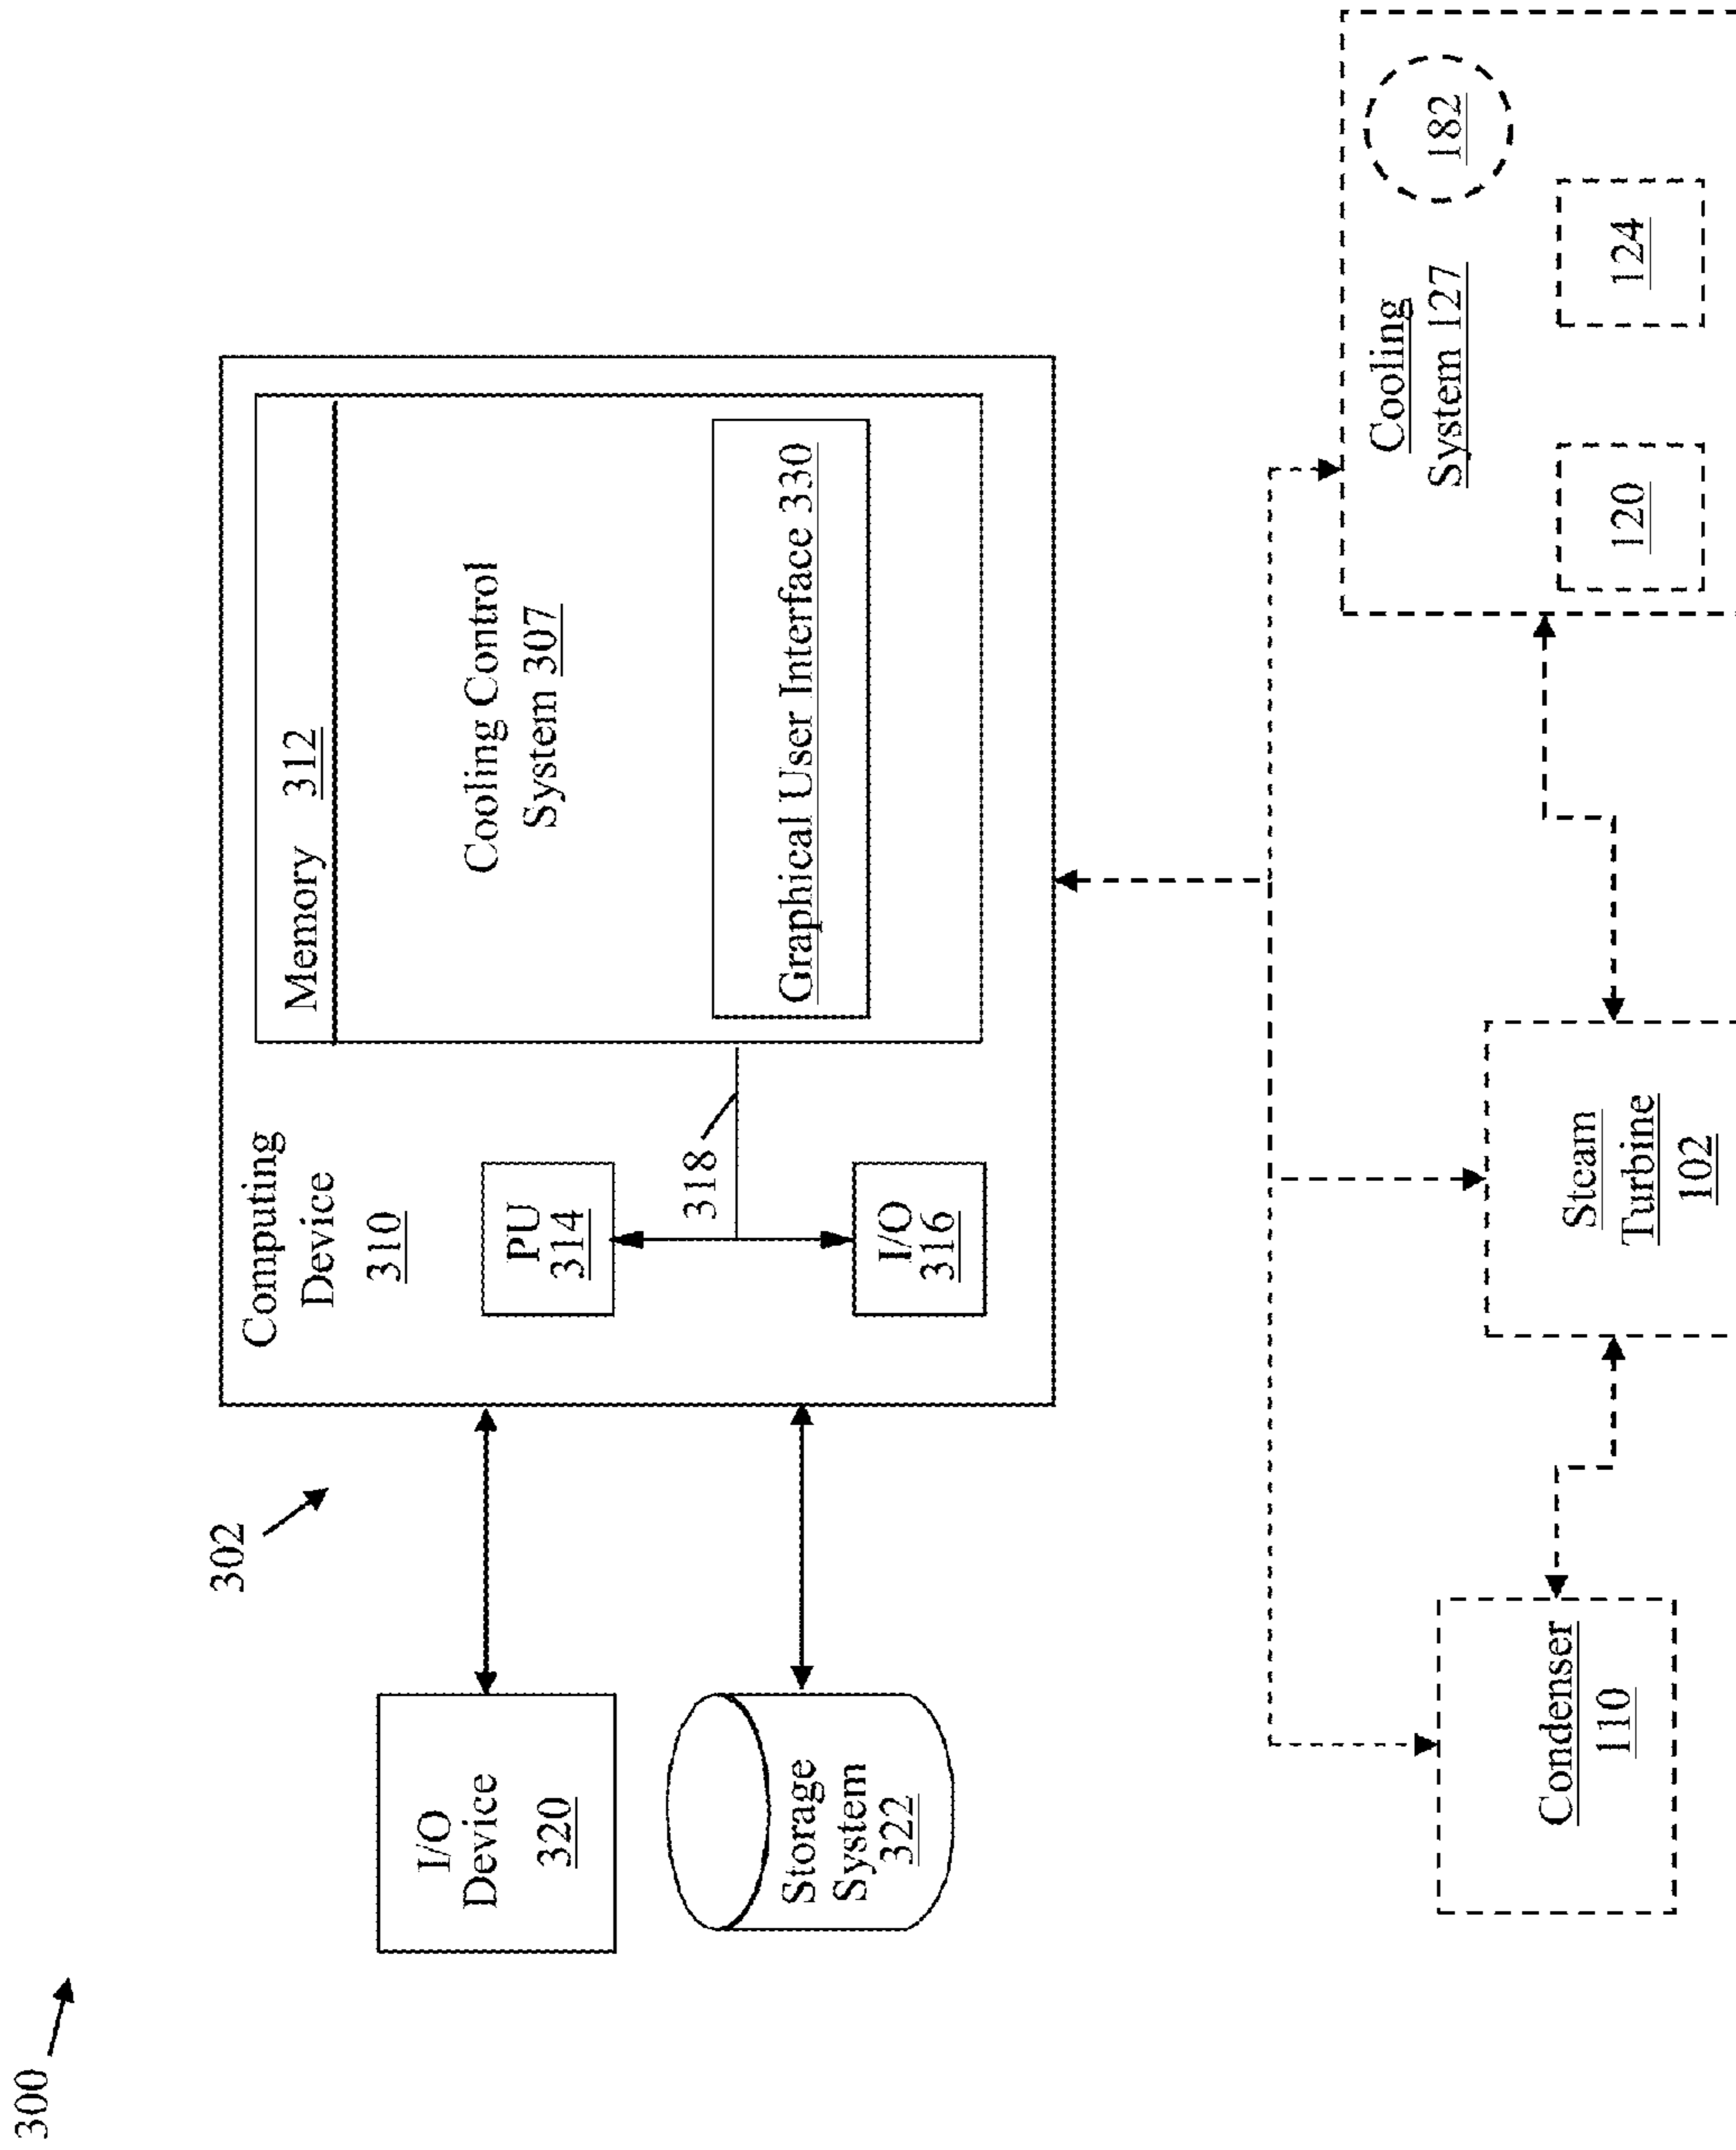 300
302
I/O
Device
320
Storage
System
322
Computing
Device
310
PU
314
318
I/O
316
Memory 312
Cooling Control
System 307
Graphical User Interface 330
Condenser
110
Steam
Turbine
102
Cooling
System 127
182
120
124